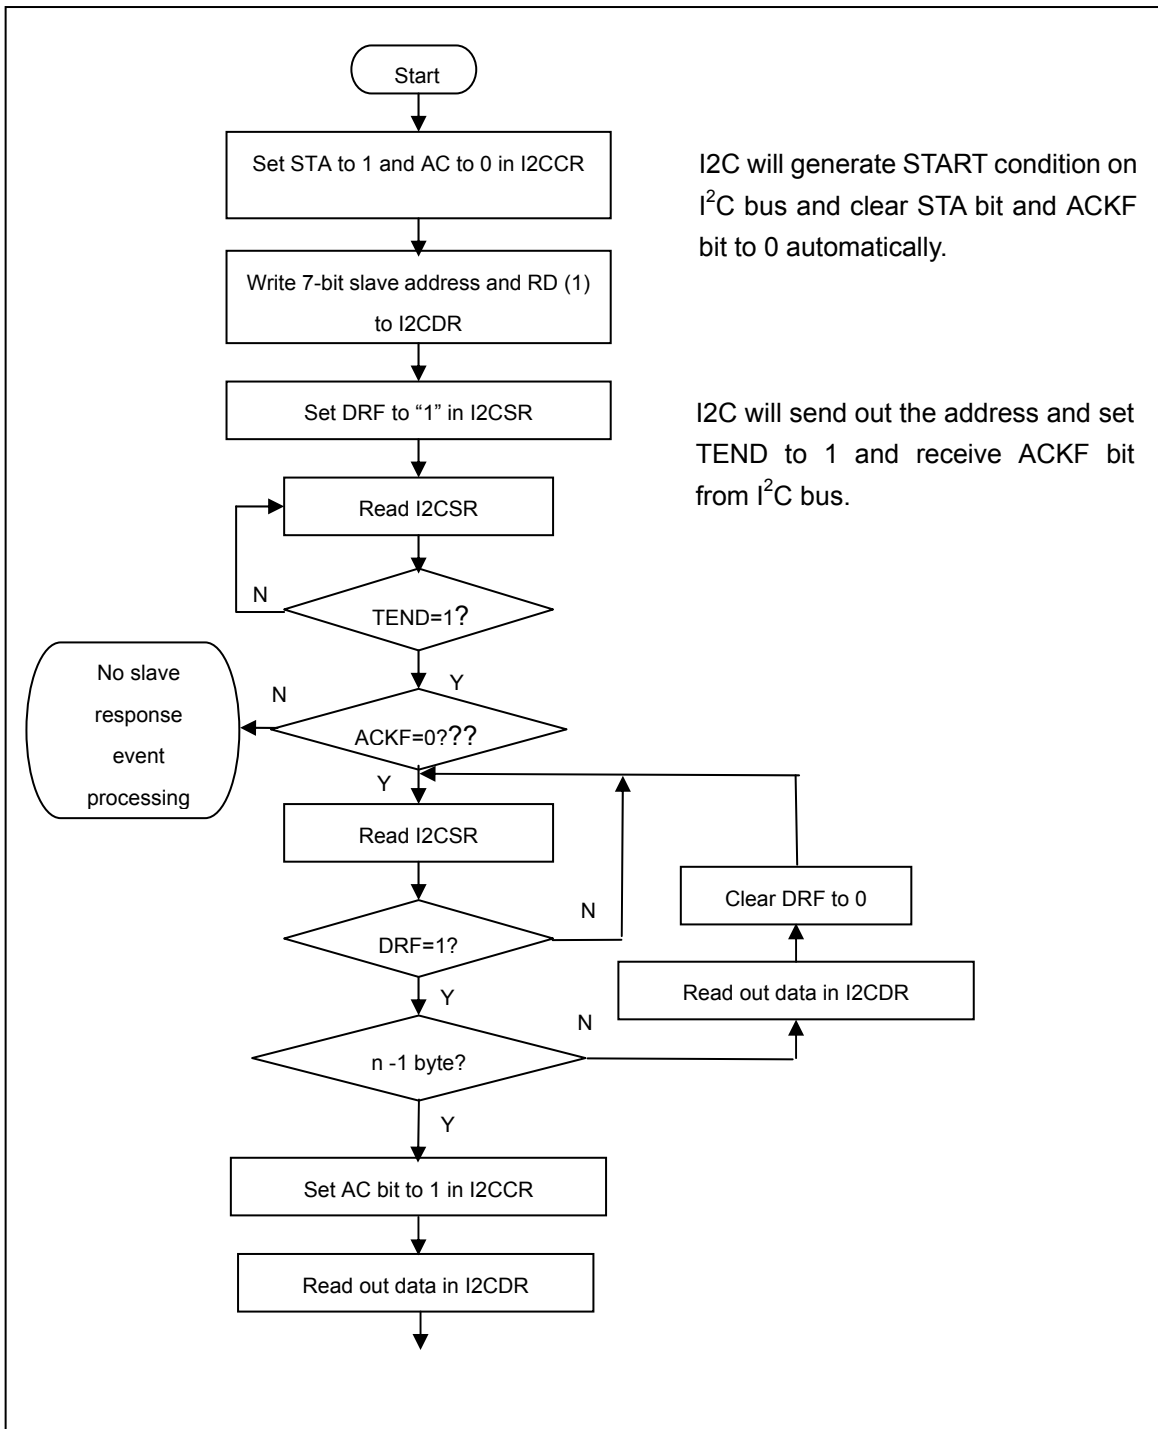 Start
Set STA to 1 and AC to 0 in I2CCR
I2C will generate START condition on
I²C bus and clear STA bit and ACKF
bit to 0 automatically.
Write 7-bit slave address and RD (1)
to I2CDR
Set DRF to “1” in I2CSR
I2C will send out the address and set
TEND to 1 and receive ACKF bit
from I²C bus.
Read I2CSR
N
TEND=1?
Y
No slave
response
event
processing
N
ACKF=0???
Y
Read I2CSR
Clear DRF to 0
N
DRF=1?
Read out data in I2CDR
Y
N
n -1 byte?
Y
Set AC bit to 1 in I2CCR
Read out data in I2CDR